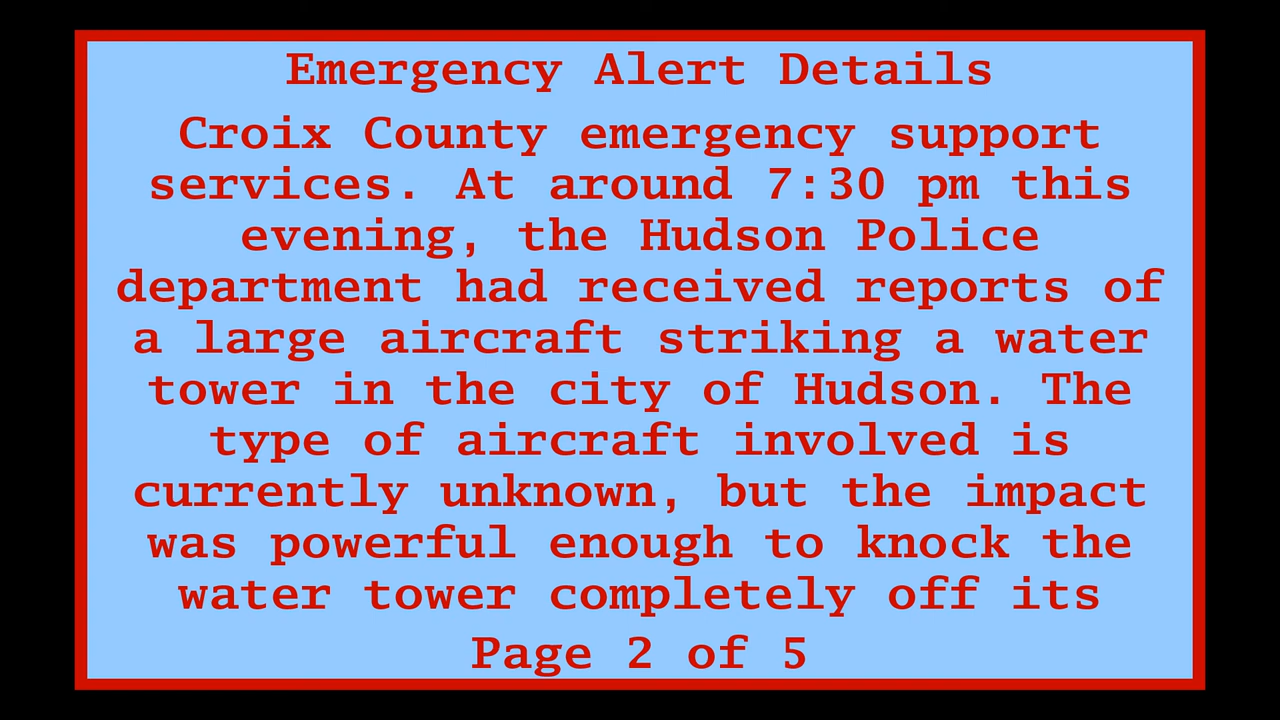 Emergency Alert Details
Croix County emergency support
services. At around 7:30 pm this
evening, the Hudson Police
department had received reports of
a large aircraft striking a water
tower in the city of Hudson. The
type of aircraft involved is
currently unknown, but the impact
was powerful enough to knock the
water tower completely off its
Page 2 of 5